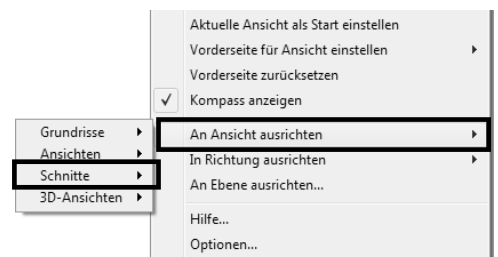 Aktuelle Ansicht als Start einstellen
Vorderseite für Ansicht einstellen
Vorderseite zurücksetzen
Kompass anzeigen
An Ansicht ausrichten
In Richtung ausrichten
An Ebene ausrichten...
Hilfe...
Optionen...
Grundrisse
Ansichten
Schnitte
3D-Ansichten